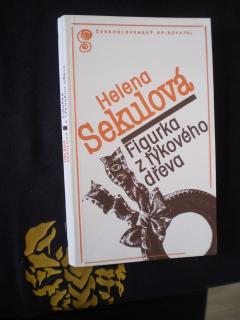 ČESKOSLOVENSKÝ SPISOVATEL
Helena
Sekulová
Figurka
z týkového
dřeva